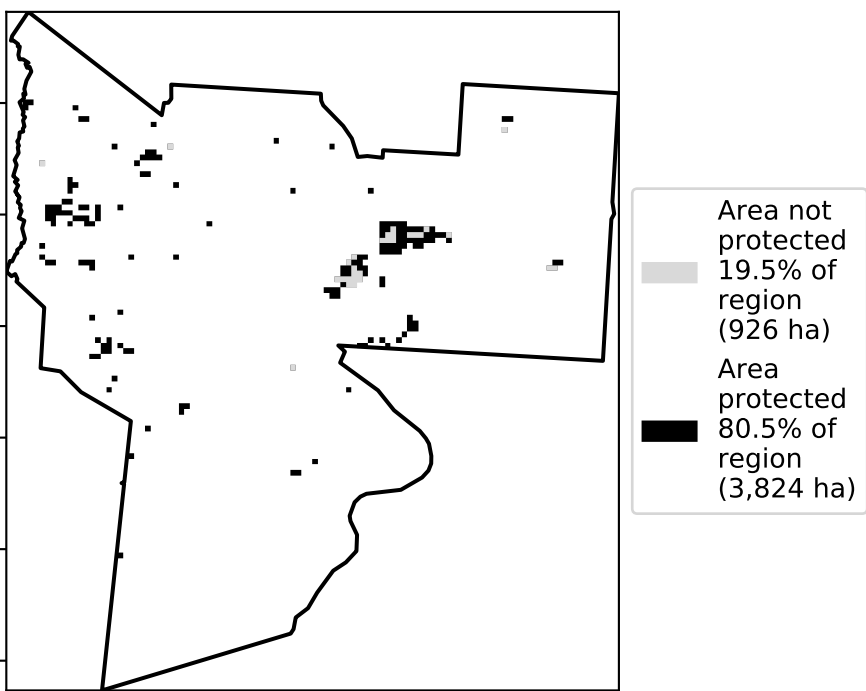 Area not
protected
19.5% of
region
(926 ha)
Area
protected
80.5% of
region
(3,824 ha)